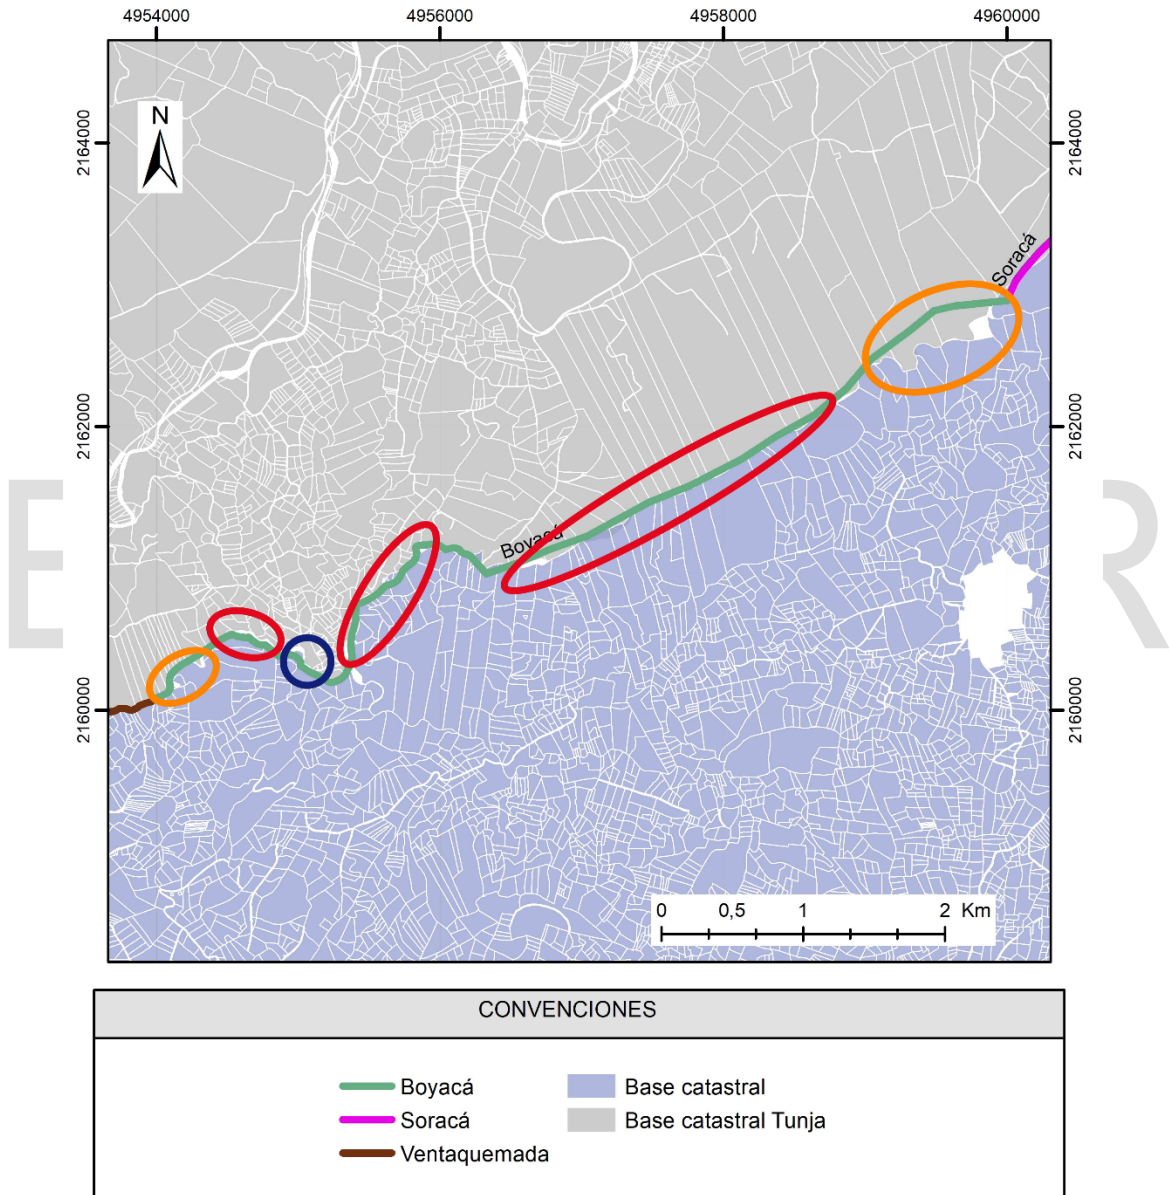 4954000 4956000 4958000 4960000
2164000 2164000
N
Soracá
2162000 2162000
E R
Boyacá
2160000 2160000
0 0,5 1 2 Km
CONVENCIONES
Boyacá Base catastral
Soracá Base catastral Tunja
Ventaquemada